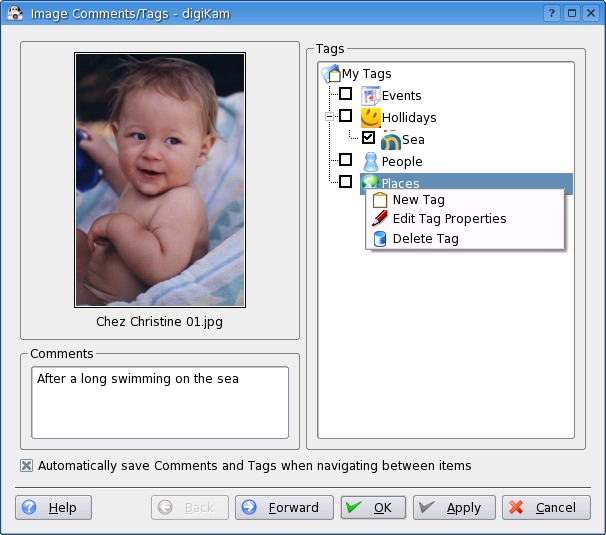 Image Comments/Tags - digiKam
Tags
My Tags
Events
Hollidays
Sea
People
Places
New Tag
Edit Tag Properties
Delete Tag
Chez Christine 01.jpg
Comments
After a long swimming on the sea
Automatically save Comments and Tags when navigating between items
Help Back Forward OK Apply Cancel